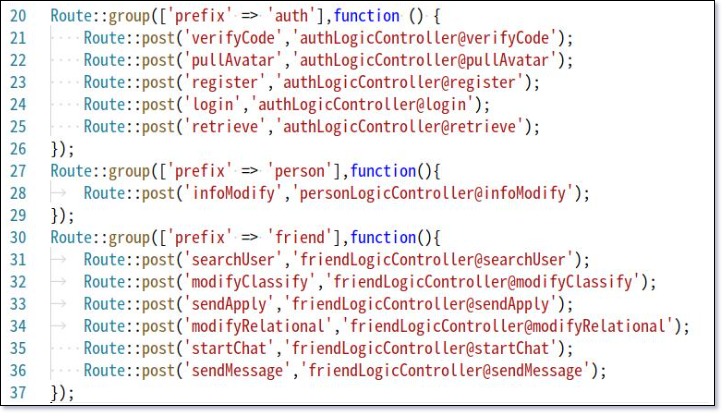 20 Route::group(['prefix' => 'auth'],function () {
21 Route::post('verifyCode','authLogicController@verifyCode');
22 Route::post('pullAvatar','authLogicController@pullAvatar');
23 Route::post('register','authLogicController@register');
24 Route::post('login','authLogicController@login');
25 Route::post('retrieve','authLogicController@retrieve');
26 });
27 Route::group(['prefix' => 'person'],function(){
28 Route::post('infoModify','personLogicController@infoModify');
29 });
30 Route::group(['prefix' => 'friend'],function(){
31 Route::post('searchUser','friendLogicController@searchUser');
32 Route::post('modifyClassify','friendLogicController@modifyClassify');
33 Route::post('sendApply','friendLogicController@sendApply');
34 Route::post('modifyRelational','friendLogicController@modifyRelational');
35 Route::post('startChat','friendLogicController@startChat');
36 Route::post('sendMessage','friendLogicController@sendMessage');
37 });